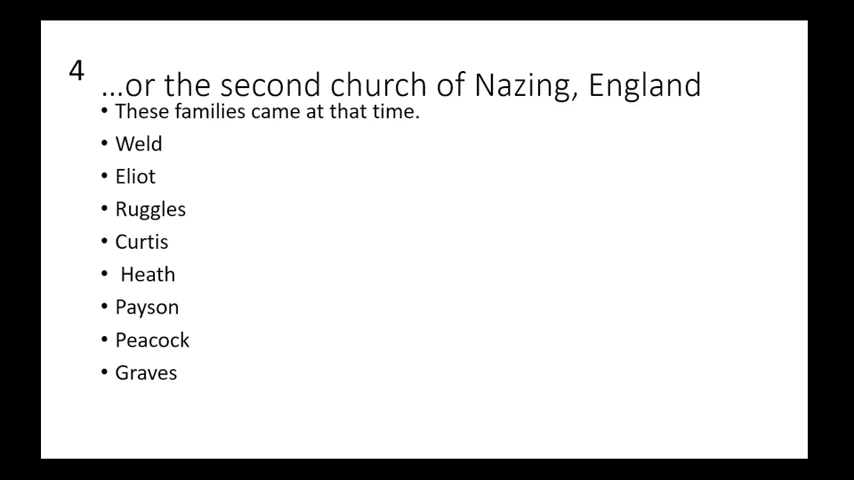 4
...or the second church of Nazing, England
• These families came at that time.
• Weld
• Eliot
• Ruggles
• Curtis
• Heath
• Payson
• Peacock
• Graves